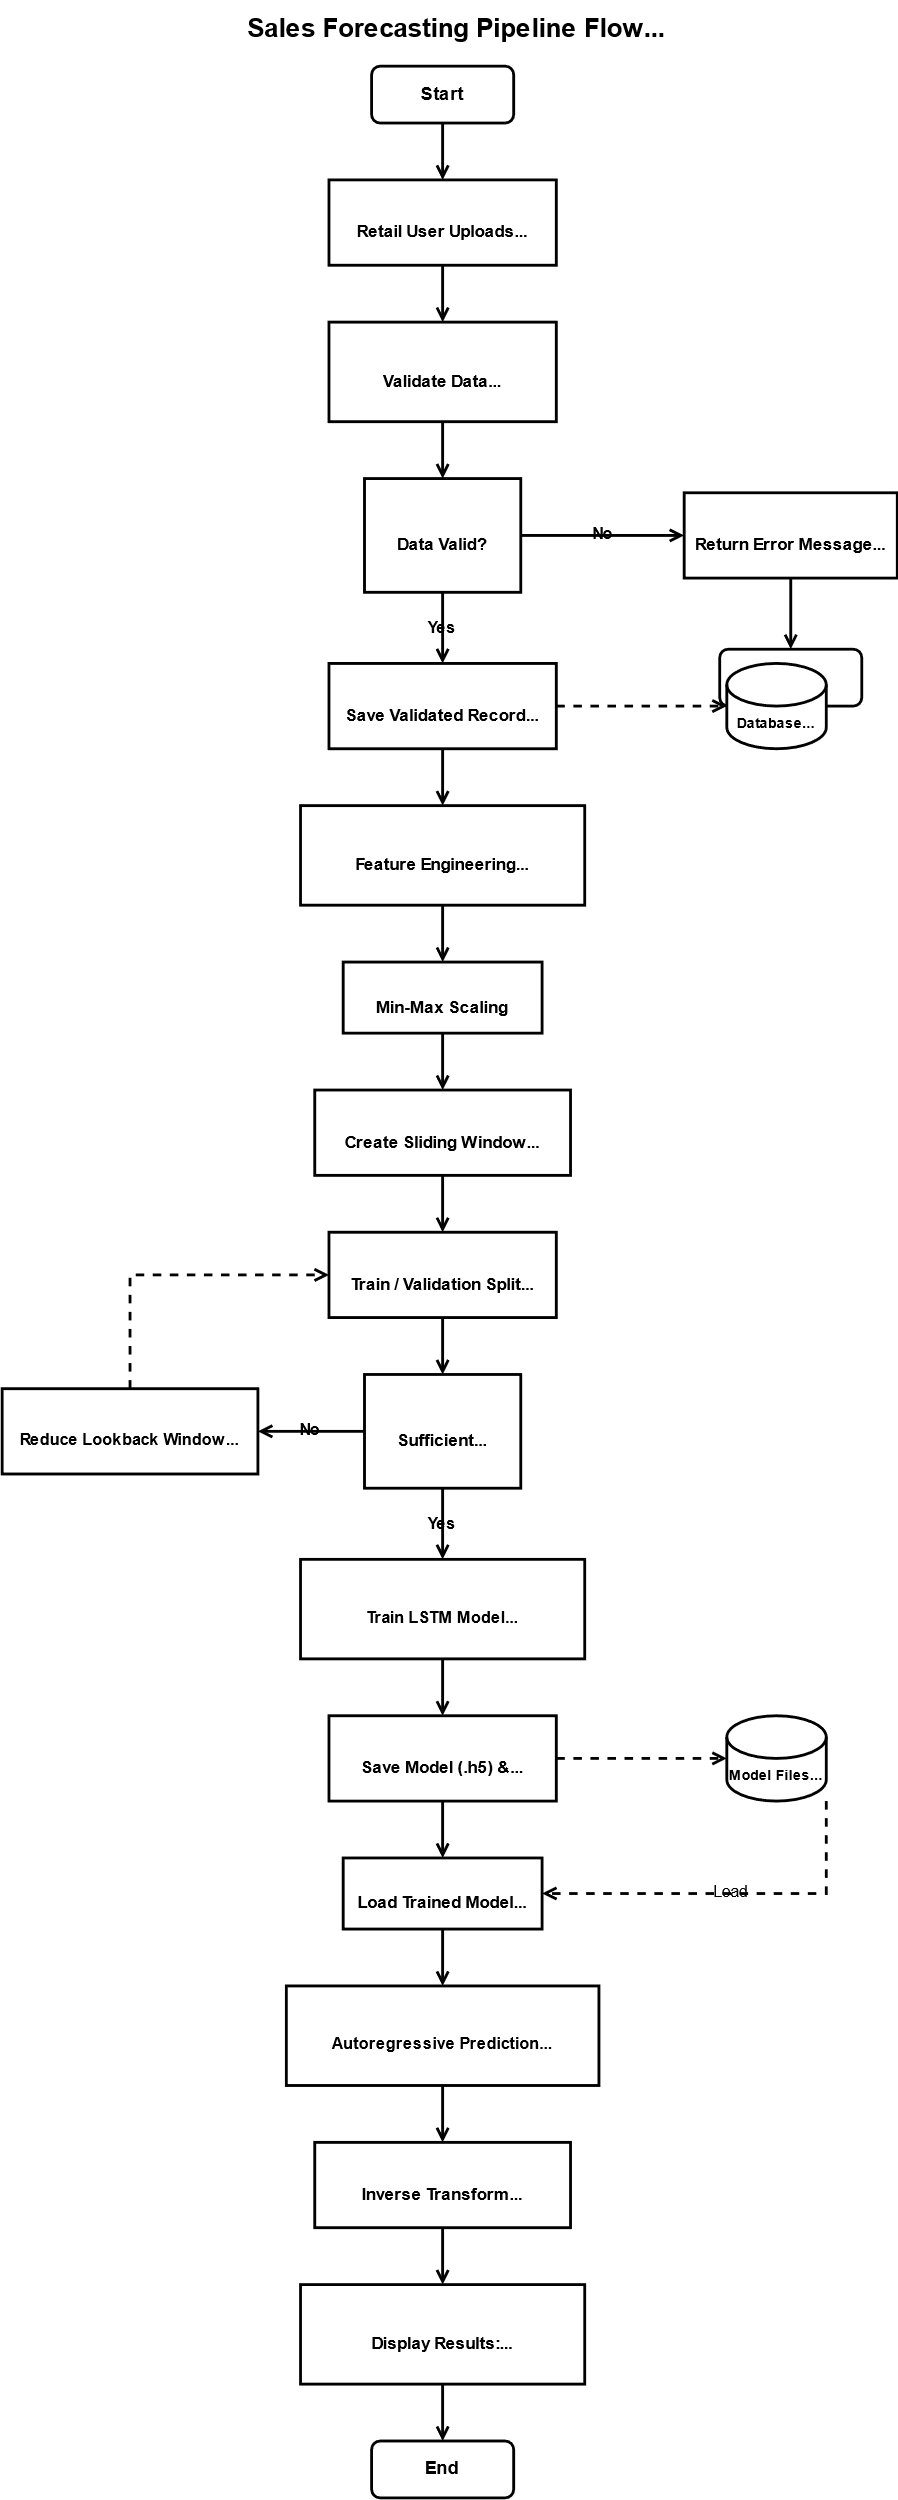 Sales Forecasting Pipeline Flow...
Start
Retail User Uploads...
Validate Data...
Data Valid?
No
Return Error Message...
Yes
Save Validated Record...
Database...
Feature Engineering...
Min-Max Scaling
Create Sliding Window...
Train / Validation Split...
Sufficient...
No
Reduce Lookback Window...
Yes
Train LSTM Model...
Save Model (.h5) &...
Model Files...
Load Trained Model...
Load
Autoregressive Prediction...
Inverse Transform...
Display Results:...
End